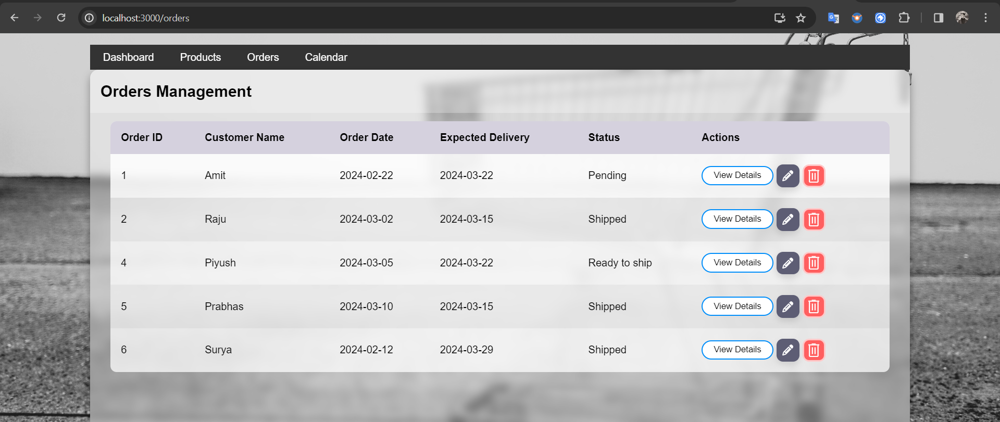 localhost:3000/orders
Dashboard Products Orders Calendar
Orders Management
Order ID Customer Name Order Date Expected Delivery Status Actions
1 Amit 2024-02-22 2024-03-22 Pending View Details
2 Raju 2024-03-02 2024-03-15 Shipped View Details
4 Piyush 2024-03-05 2024-03-22 Ready to ship View Details
5 Prabhas 2024-03-10 2024-03-15 Shipped View Details
6 Surya 2024-02-12 2024-03-29 Shipped View Details